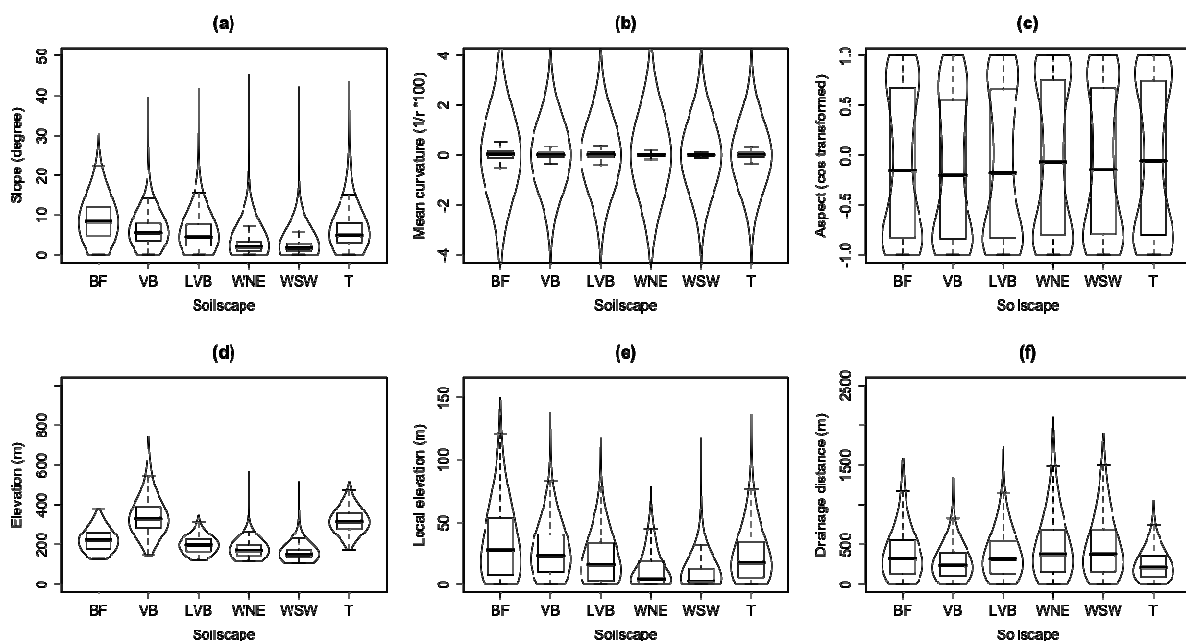 (a)
Slope (degree)
50
40
30
20
10
0
BF VB LVB WNE WSW T
Soilscape
(b)
Mean curvature (1/r *100)
4
2
0
-2
-4
BF VB LVB WNE WSW T
Soilscape
(c)
Aspect (cos transformed)
1.0
0.5
0.0
-0.5
-1.0
BF VB LVB WNE WSW T
Soilscape
(d)
Elevation (m)
800
600
400
200
0
BF VB LVB WNE WSW T
Soilscape
(e)
Local elevation (m)
150
100
50
0
BF VB LVB WNE WSW T
Soilscape
(f)
Drainage distance (m)
2500
1500
500
0
BF VB LVB WNE WSW T
Soilscape